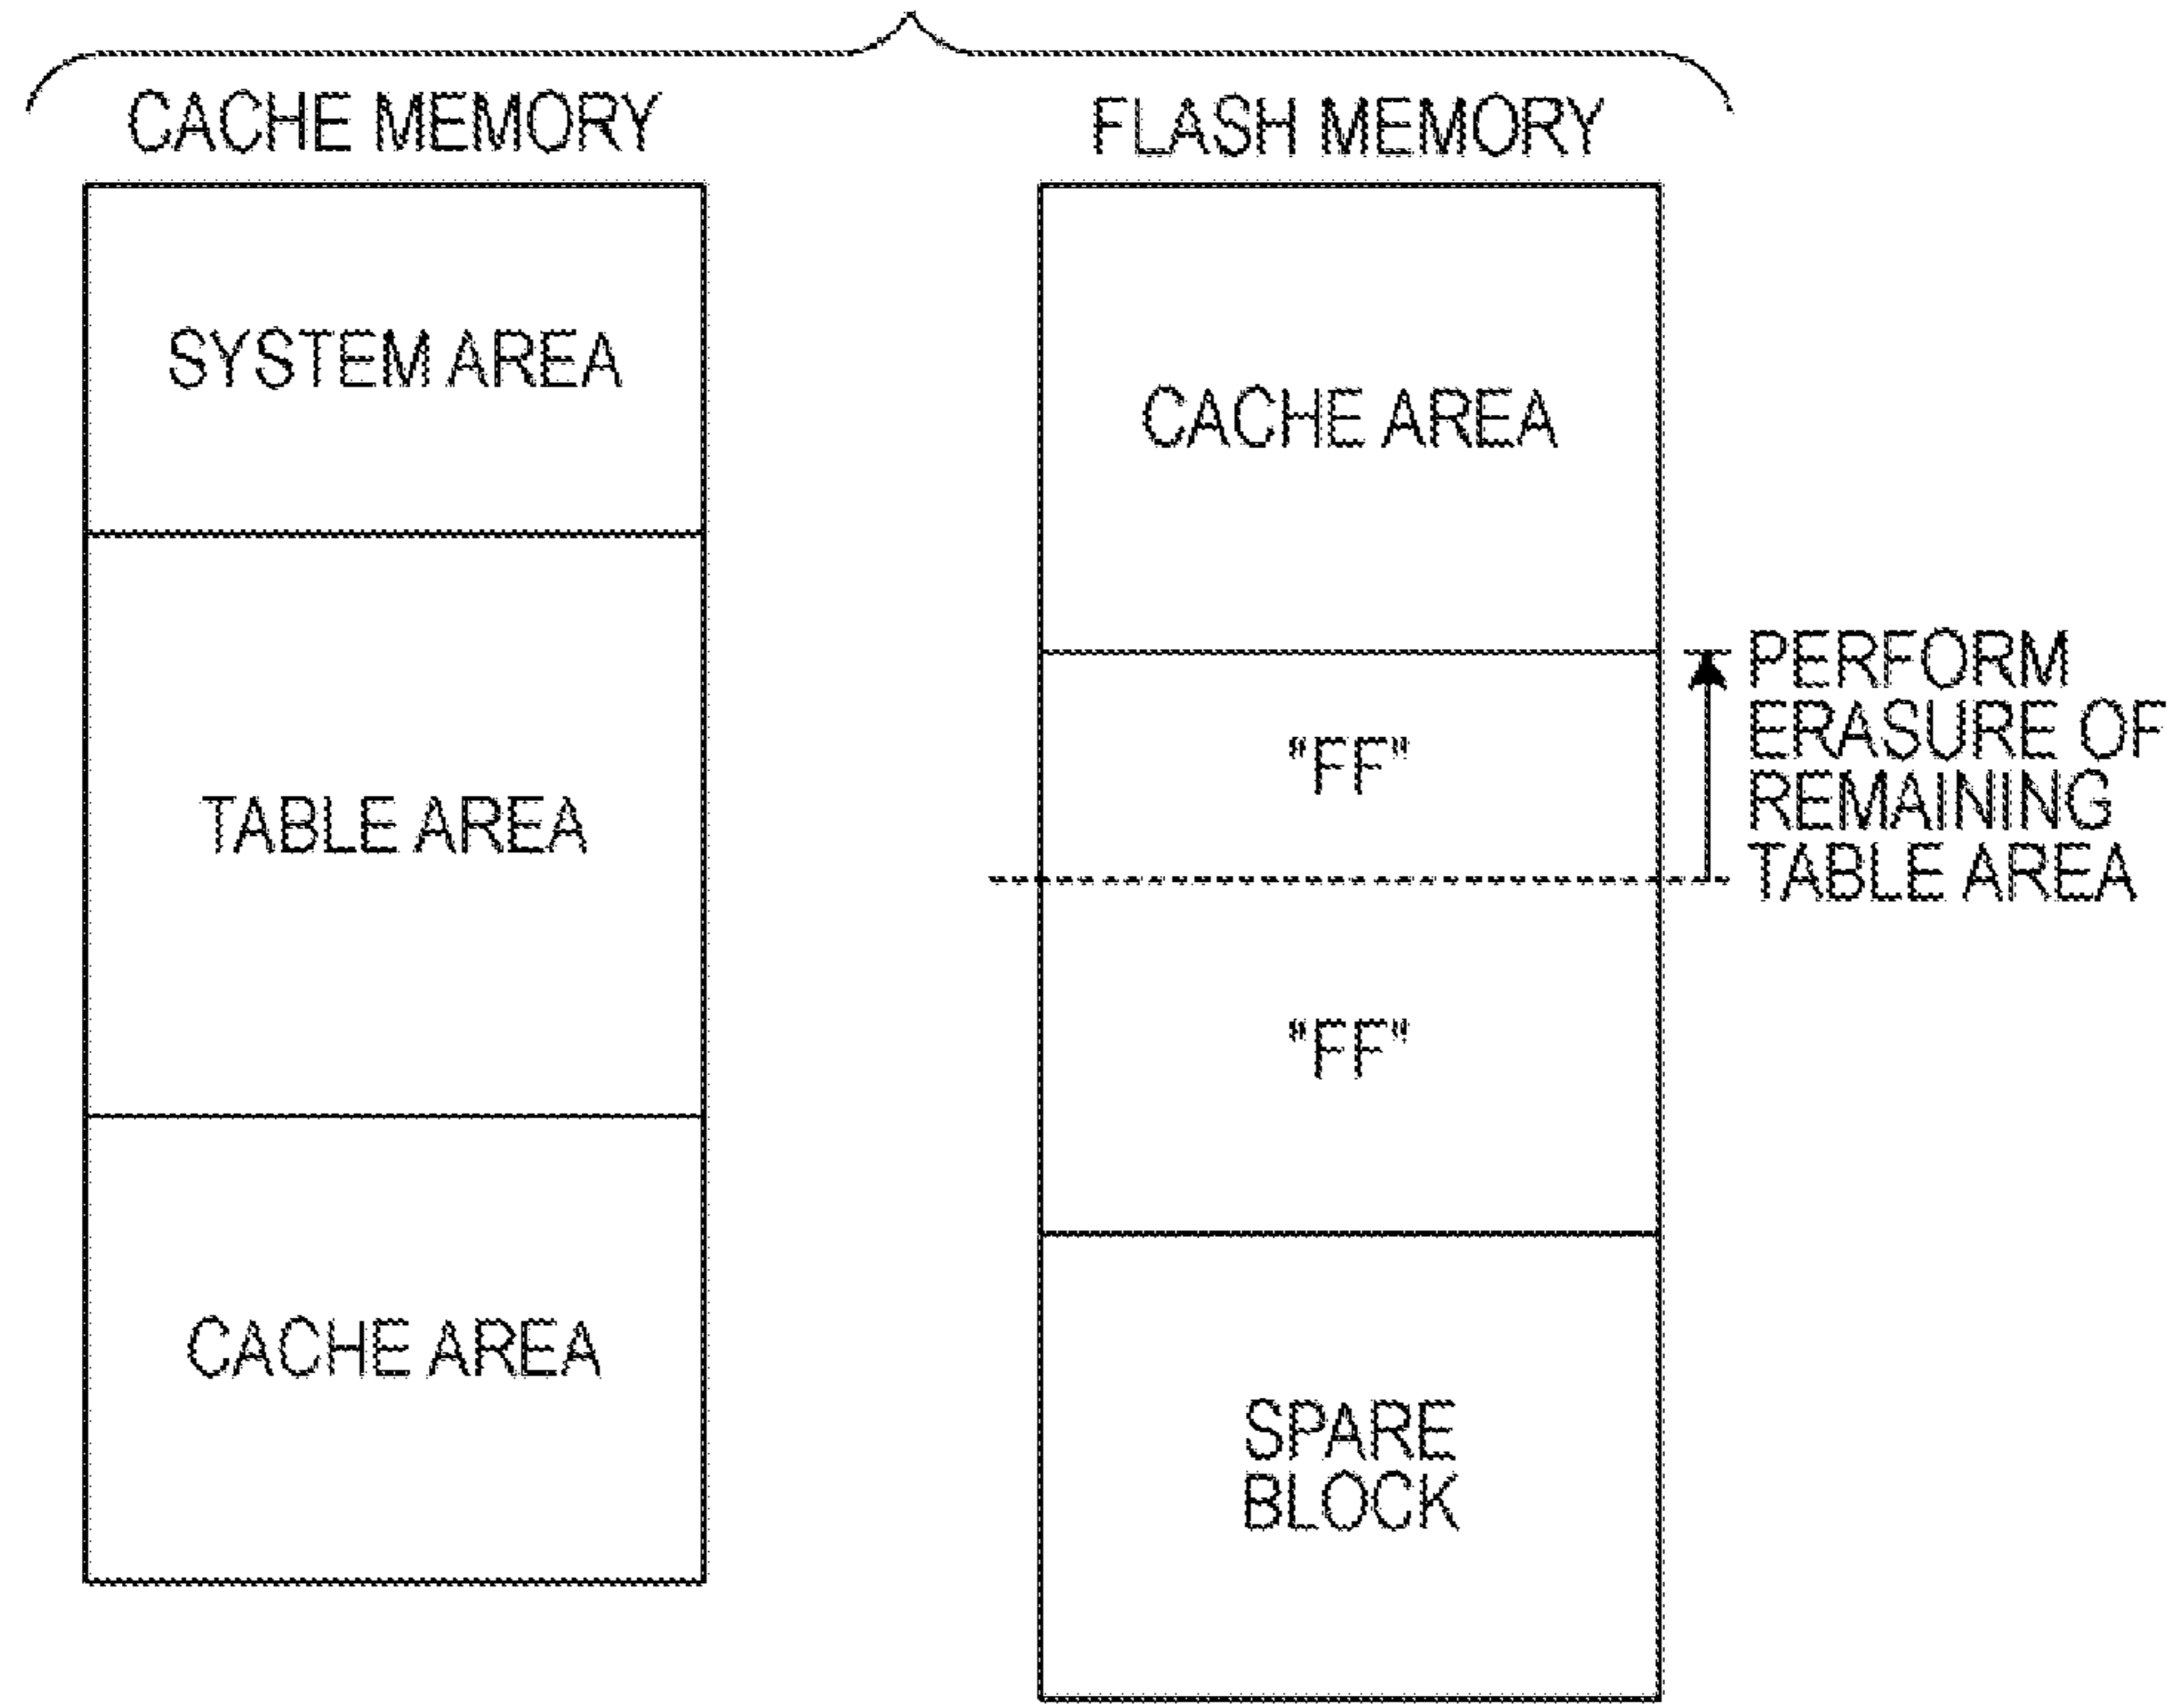 CACHE MEMORY
SYSTEM AREA
TABLE AREA
CACHE AREA
FLASH MEMORY
CACHE AREA
"FF"
"FF"
SPARE
BLOCK
PERFORM
ERASURE OF
REMAINING
TABLE AREA